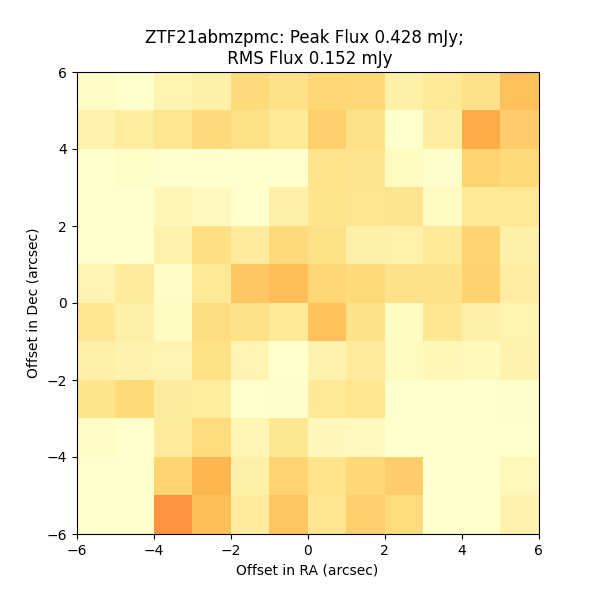 ZTF21abmzpmc: Peak Flux 0.428 mJy;
RMS Flux 0.152 mJy
6
4
2
0
−2
−4
−6
Offset in Dec (arcsec)
−6 −4 −2 0 2 4 6
Offset in RA (arcsec)